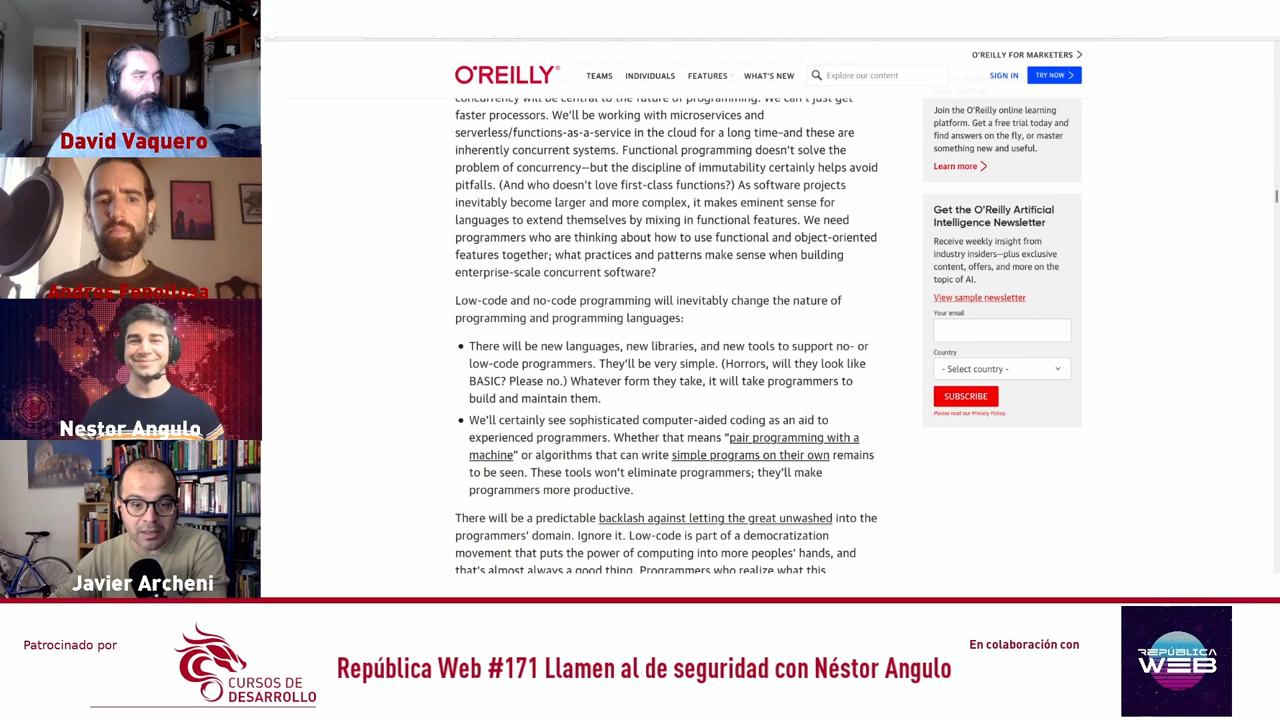 David Vaquero
Andros Fenollosa
Nestor Angulo
Javier Archeni
O'REILLY®
TEAMS
INDIVIDUALS
FEATURES
WHAT'S NEW
Explore our content
O'REILLY FOR MARKETERS
SIGN IN
TRY NOW
concurrency will be central to the future of programming. We can't just get
faster processors. We'll be working with microservices and
serverless/functions-as-a-service in the cloud for a long time–and these are
inherently concurrent systems. Functional programming doesn't solve the
problem of concurrency—but the discipline of immutability certainly helps avoid
pitfalls. (And who doesn't love first-class functions?) As software projects
inevitably become larger and more complex, it makes eminent sense for
languages to extend themselves by mixing in functional features. We need
programmers who are thinking about how to use functional and object-oriented
features together; what practices and patterns make sense when building
enterprise-scale concurrent software?
Low-code and no-code programming will inevitably change the nature of
programming and programming languages:
• There will be new languages, new libraries, and new tools to support no- or
low-code programmers. They'll be very simple. (Horrors, will they look like
BASIC? Please no.) Whatever form they take, it will take programmers to
build and maintain them.
• We'll certainly see sophisticated computer-aided coding as an aid to
experienced programmers. Whether that means "pair programming with a
machine" or algorithms that can write simple programs on their own remains
to be seen. These tools won't eliminate programmers; they'll make
programmers more productive.
There will be a predictable backlash against letting the great unwashed into the
programmers' domain. Ignore it. Low-code is part of a democratization
movement that puts the power of computing into more peoples' hands, and
that's almost always a good thing. Programmers who realize what this
Join the O'Reilly online learning
platform. Get a free trial today and
find answers on the fly, or master
something new and useful.
Learn more
Get the O'Reilly Artificial
Intelligence Newsletter
Receive weekly insight from
industry insiders—plus exclusive
content, offers, and more on the
topic of AI.
View sample newsletter
Your email
Country
- Select country -
SUBSCRIBE
Please read our Privacy Policy.
Patrocinado por
CURSOS DE
DESARROLLO
República Web #171 Llamen al de seguridad con Néstor Angulo
En colaboración con
REPÚBLICA
WEB